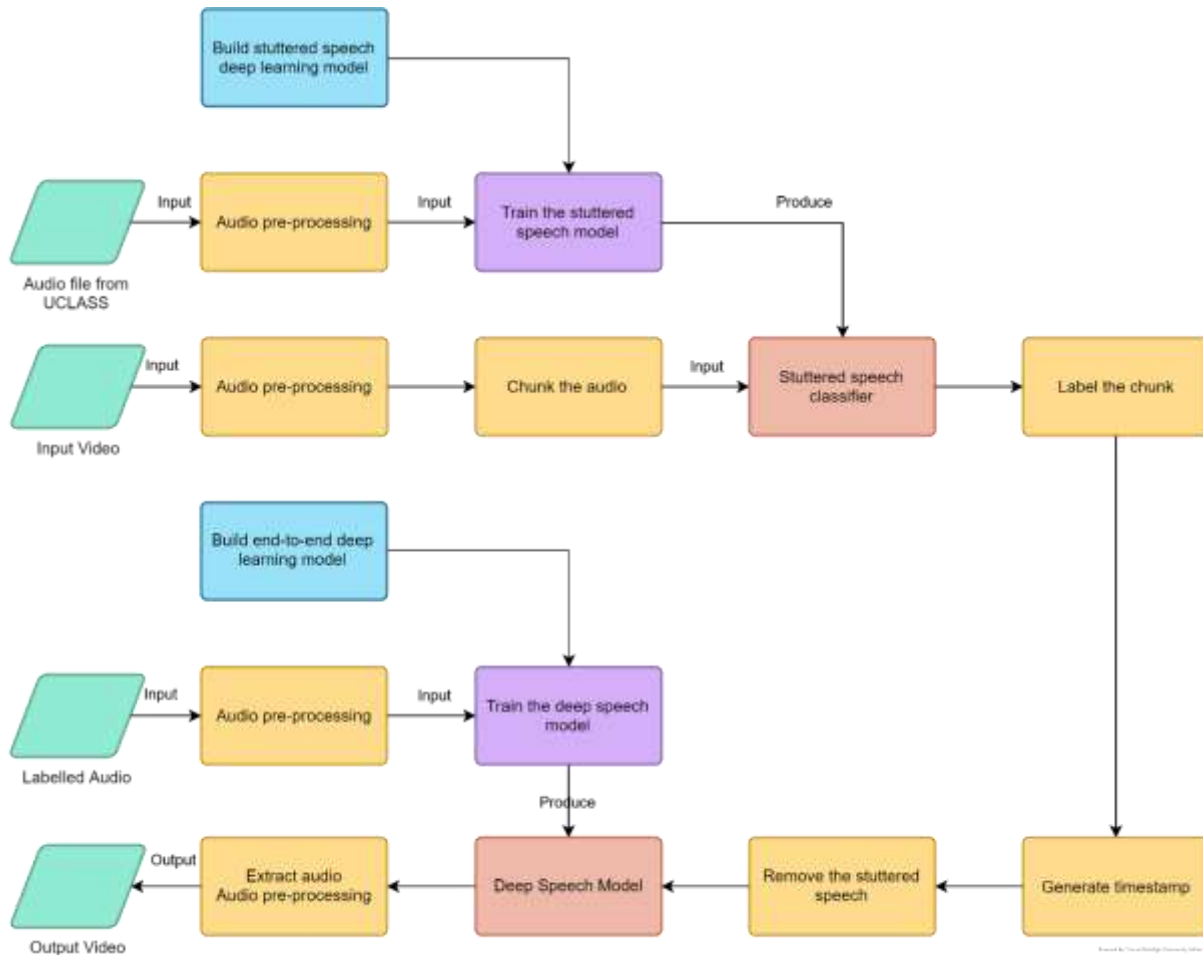 Build stuttered speech
deep learning model
Input
Audio pre-processing
Input
Train the stuttered
speech model
Produce
Audio file from
UCLASS
Input
Audio pre-processing
Chunk the audio
Input
Stuttered speech
classifier
Label the chunk
Input Video
Build end-to-end deep
learning model
Input
Audio pre-processing
Input
Train the deep speech
model
Labelled Audio
Produce
Output
Extract audio
Audio pre-processing
Deep Speech Model
Remove the stuttered
speech
Generate timestamp
Output Video